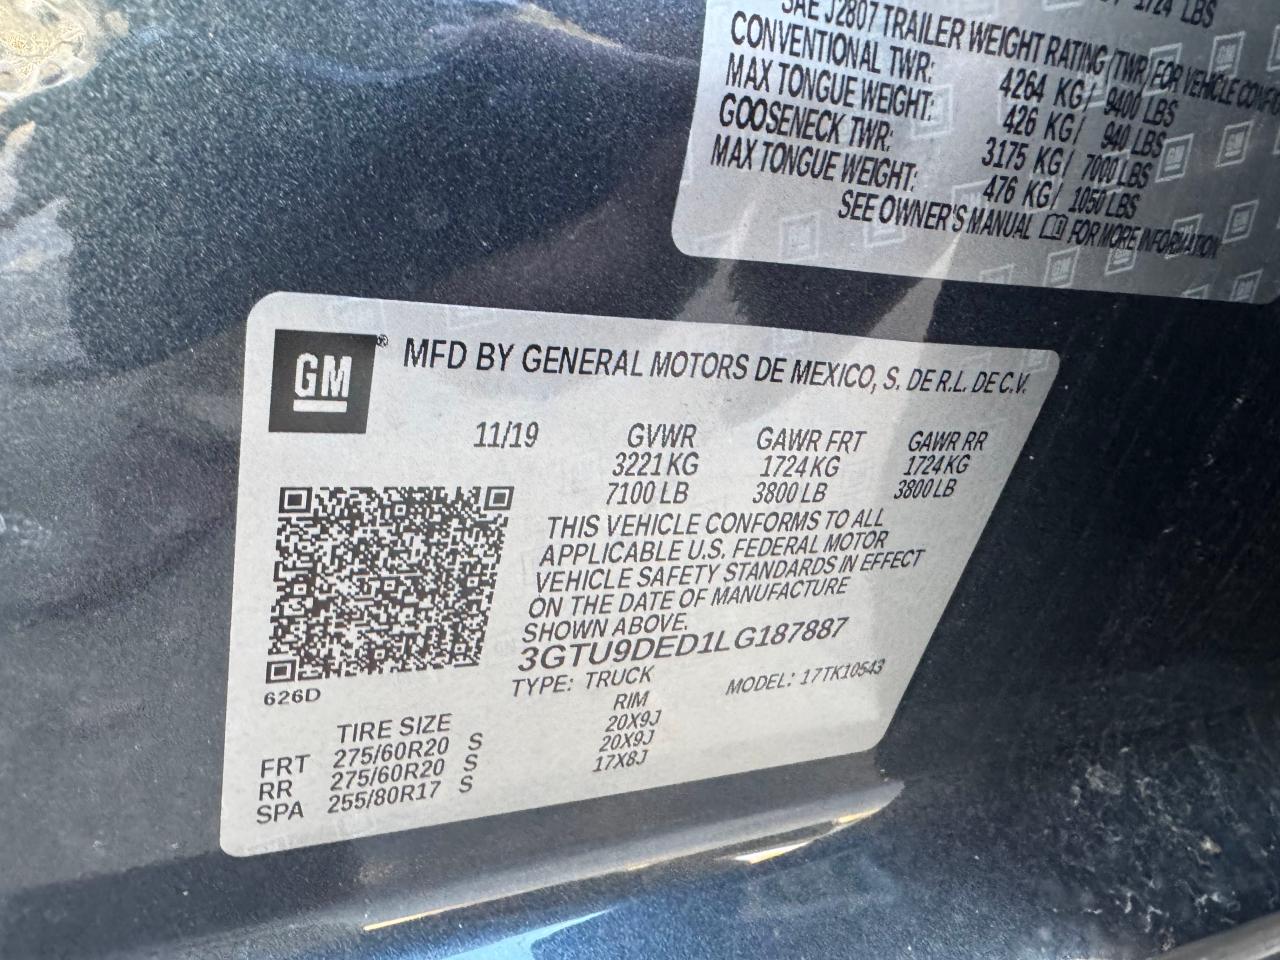 1724 LBS
SAE J2807 TRAILER WEIGHT RATING (TWR) FOR VEHICLE
CONVENTIONAL TWR: 4264 KG/ 9400 LBS
MAX TONGUE WEIGHT: 426 KG/ 940 LBS
GOOSENECK TWR: 3175 KG/ 7000 LBS
MAX TONGUE WEIGHT: 476 KG/ 1050 LBS
SEE OWNER'S MANUAL FOR MORE INFORMATION
GM® MFD BY GENERAL MOTORS DE MEXICO, S. DE R.L. DE C.V.
11/19 GVWR GAWR FRT GAWR RR
3221 KG 1724 KG 1724 KG
7100 LB 3800 LB 3800 LB
THIS VEHICLE CONFORMS TO ALL
APPLICABLE U.S. FEDERAL MOTOR
VEHICLE SAFETY STANDARDS IN EFFECT
ON THE DATE OF MANUFACTURE
SHOWN ABOVE.
3GTU9DED1LG187887
626D
TYPE: TRUCK MODEL: 17TK10543
TIRE SIZE RIM
FRT 275/60R20 S 20X9J
RR 275/60R20 S 20X9J
SPA 255/80R17 S 17X8J